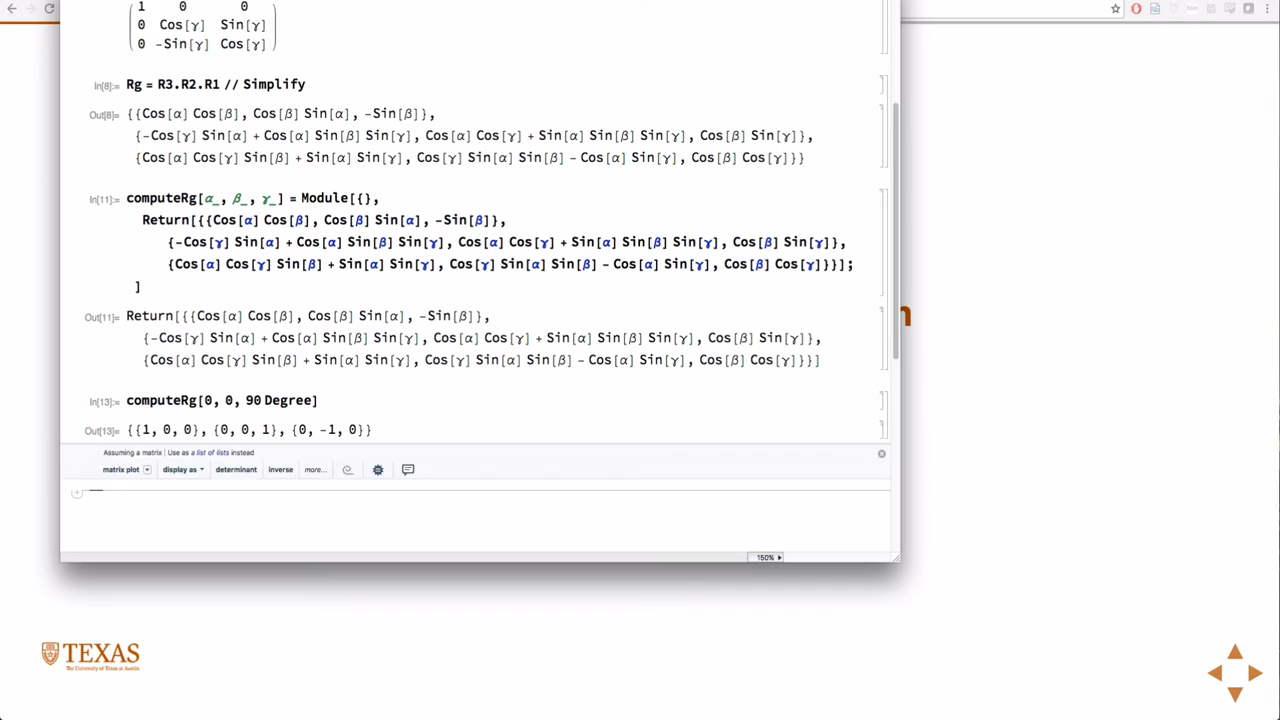 1 0 0
0 Cos[γ] Sin[γ]
0 -Sin[γ] Cos[γ]
In[8]:= Rg = R3.R2.R1 // Simplify
Out[8]= {{Cos[α] Cos[β], Cos[β] Sin[α], -Sin[β]},
{-Cos[γ] Sin[α] + Cos[α] Sin[β] Sin[γ], Cos[α] Cos[γ] + Sin[α] Sin[β] Sin[γ], Cos[β] Sin[γ]},
{Cos[α] Cos[γ] Sin[β] + Sin[α] Sin[γ], Cos[γ] Sin[α] Sin[β] - Cos[α] Sin[γ], Cos[β] Cos[γ]}}
In[11]:= computeRg[α_, β_, γ_] = Module[{},
Return[{{Cos[α] Cos[β], Cos[β] Sin[α], -Sin[β]},
{-Cos[γ] Sin[α] + Cos[α] Sin[β] Sin[γ], Cos[α] Cos[γ] + Sin[α] Sin[β] Sin[γ], Cos[β] Sin[γ]},
{Cos[α] Cos[γ] Sin[β] + Sin[α] Sin[γ], Cos[γ] Sin[α] Sin[β] - Cos[α] Sin[γ], Cos[β] Cos[γ]}}];
]
Out[11]= Return[{{Cos[α] Cos[β], Cos[β] Sin[α], -Sin[β]},
{-Cos[γ] Sin[α] + Cos[α] Sin[β] Sin[γ], Cos[α] Cos[γ] + Sin[α] Sin[β] Sin[γ], Cos[β] Sin[γ]},
{Cos[α] Cos[γ] Sin[β] + Sin[α] Sin[γ], Cos[γ] Sin[α] Sin[β] - Cos[α] Sin[γ], Cos[β] Cos[γ]}}]
In[13]:= computeRg[0, 0, 90 Degree]
Out[13]= {{1, 0, 0}, {0, 0, 1}, {0, -1, 0}}
Assuming a matrix | Use as a list of lists instead
matrix plot display as determinant inverse more...
150%
TEXAS
The University of Texas at Austin